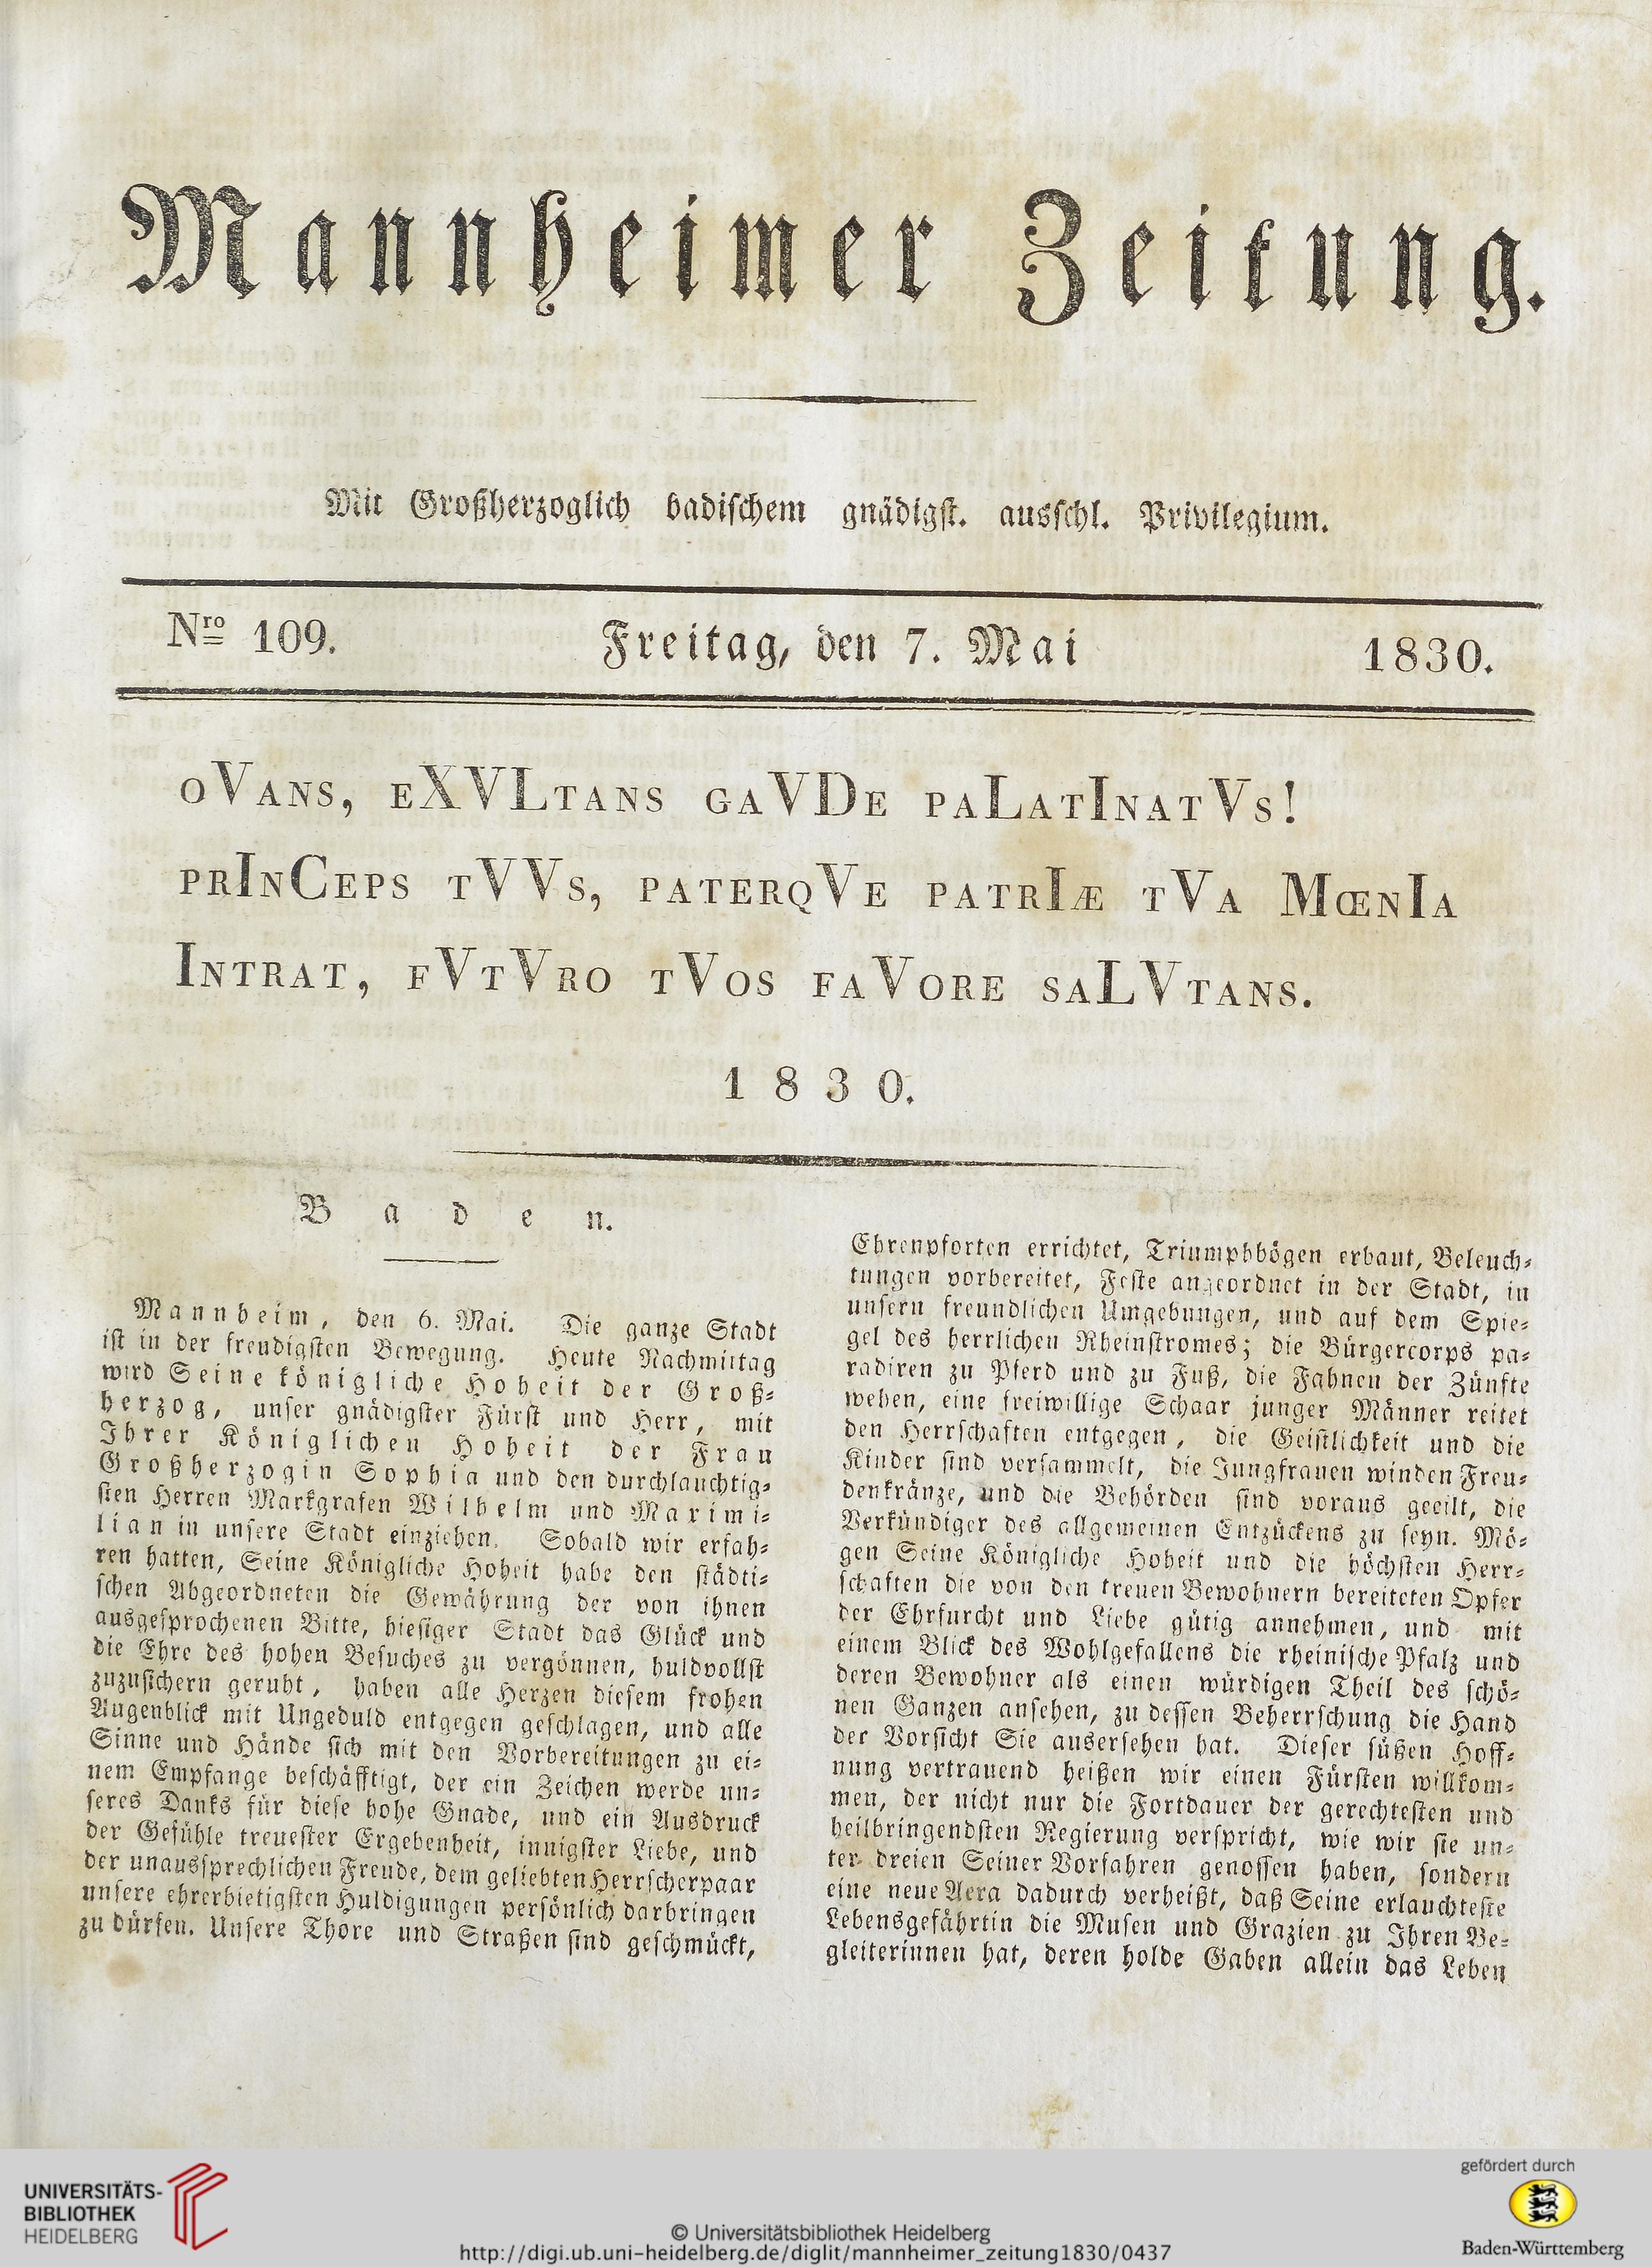 Mannheimer Zeitung.
Mit Großherzoglich badischem gnädigst. ausschl. Privilegium.
Nro 109. Freitag, den 7. Mai 1830.
oVans, eXVLtans gaVDe paLatInatVs!
prInCeps tVVs, paterqVe patrIæ tVa MœnIa
Intrat, fVtVro tVos faVore saLVtans.
1830.
Baden.
Mannheim, den 6. Mai. Die ganze Stadt
ist in der freudigsten Bewegung. Heute Nachmittag
wird Seine königliche Hoheit der Groß-
herzog, unser gnädigster Fürst und Herr, mit
Ihrer Königlichen Hoheit der Frau
Großherzogin Sophia und den durchlauchtig-
sten Herren Markgrafen Wilhelm und Maximi-
lian in unsere Stadt einziehen. Sobald wir erfah-
ren hatten, Seine Königliche Hoheit habe den städti-
schen Abgeordneten die Gewährung der von ihnen
ausgesprochenen Bitte, hiesiger Stadt das Glück und
die Ehre des hohen Besuches zu vergönnen, huldvollst
zuzusichern geruht, haben alle Herzen diesem frohen
Augenblick mit Ungeduld entgegen geschlagen, und alle
Sinne und Hände sich mit den Vorbereitungen zu ei-
nem Empfange beschäfftigt, der ein Zeichen werde un-
seres Danks für diese hohe Gnade, und ein Ausdruck
der Gefühle treuester Ergebenheit, innigster Liebe, und
der unaussprechlichen Freude, dem geliebten Herrscherpaar
unsere ehrerbietigsten Huldigungen persönlich darbringen
zu dürfen. Unsere Thore und Straßen sind geschmückt,
Ehrenpforten errichtet, Triumphbögen erbaut, Beleuch-
tungen vorbereitet, Feste angeordnet in der Stadt, in
unsern freundlichen Umgebungen, und auf dem Spie-
gel des herrlichen Rheinstromes; die Bürgercorps pa-
radiren zu Pferd und zu Fuß, die Fahnen der Zünfte
wehen, eine freiwillige Schaar junger Männer reitet
den Herrschaften entgegen, die Geistlichkeit und die
Kinder sind versammelt, die Jungfrauen winden Freu-
denkränze, und die Behörden sind voraus geeilt, die
Verkündiger des allgemeinen Entzückens zu seyn. Mö-
gen Seine Königliche Hoheit und die höchsten Herr-
schaften die von den treuen Bewohnern bereiteten Opfer
der Ehrfurcht und Liebe gütig annehmen, und mit
einem Blick des Wohlgefallens die rheinische Pfalz und
deren Bewohner als einen würdigen Theil des schö-
nen Ganzen ansehen, zu dessen Beherrschung die Hand
der Vorsicht Sie ausersehen hat. Dieser süßen Hoff-
nung vertrauend heißen wir einen Fürsten willkom-
men, der nicht nur die Fortdauer der gerechtesten und
heilbringendsten Regierung verspricht, wie wir sie un-
ter dreien Seiner Vorfahren genossen haben, sondern
eine neue Aera dadurch verheißt, daß Seine erlauchteste
Lebensgefährtin die Musen und Grazien zu Ihren Be-
gleiterinnen hat, deren holde Gaben allein das Leben
UNIVERSITÄTS-
BIBLIOTHEK
HEIDELBERG
© Universitätsbibliothek Heidelberg
http://digi.ub.uni-heidelberg.de/diglit/mannheimer_zeitung1830/0437
gefördert durch
Baden-Württemberg